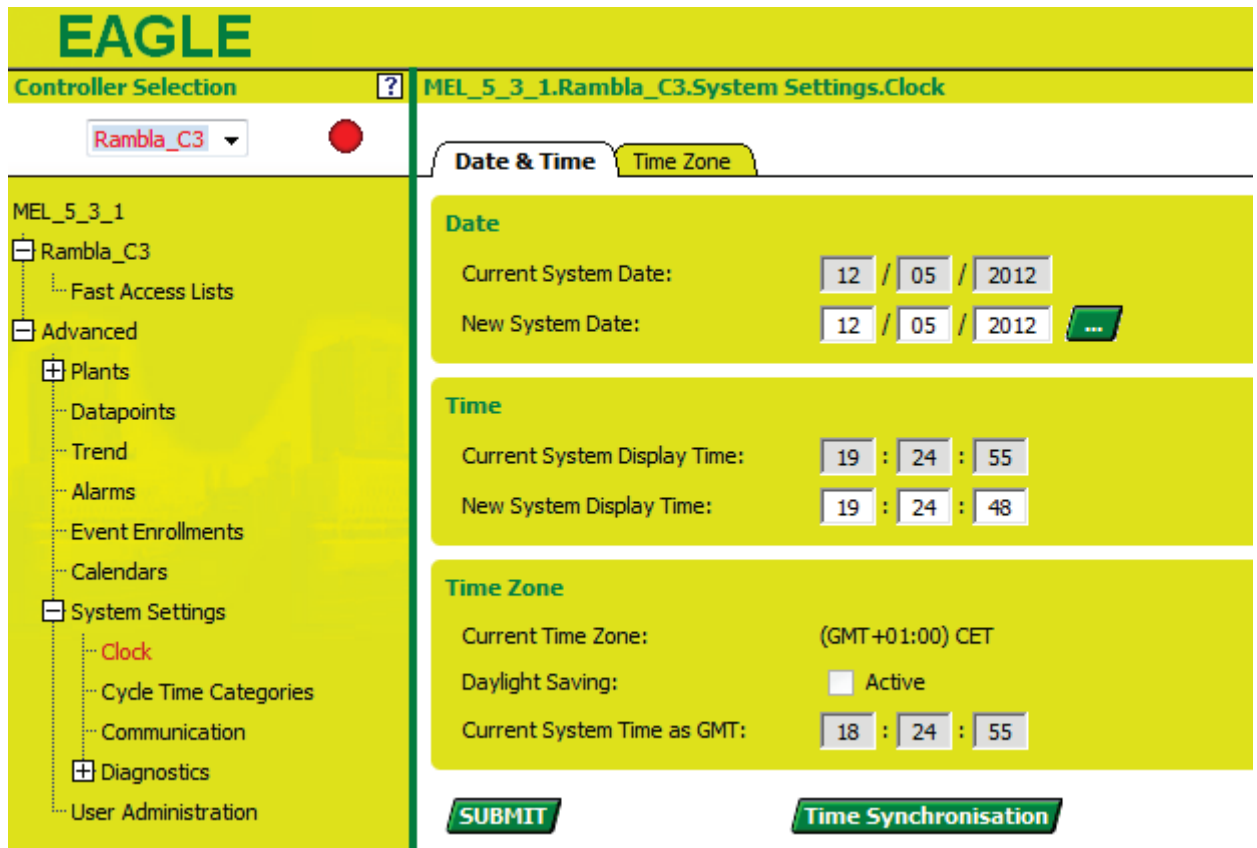 EAGLE
Controller Selection ?
Rambla_C3
MEL_5_3_1
Rambla_C3
Fast Access Lists
Advanced
Plants
Datapoints
Trend
Alarms
Event Enrollments
Calendars
System Settings
Clock
Cycle Time Categories
Communication
Diagnostics
User Administration
MEL_5_3_1.Rambla_C3.System Settings.Clock
Date & Time Time Zone
Date
Current System Date: 12 / 05 / 2012
New System Date: 12 / 05 / 2012 ...
Time
Current System Display Time: 19 : 24 : 55
New System Display Time: 19 : 24 : 48
Time Zone
Current Time Zone: (GMT+01:00) CET
Daylight Saving: Active
Current System Time as GMT: 18 : 24 : 55
SUBMIT Time Synchronisation